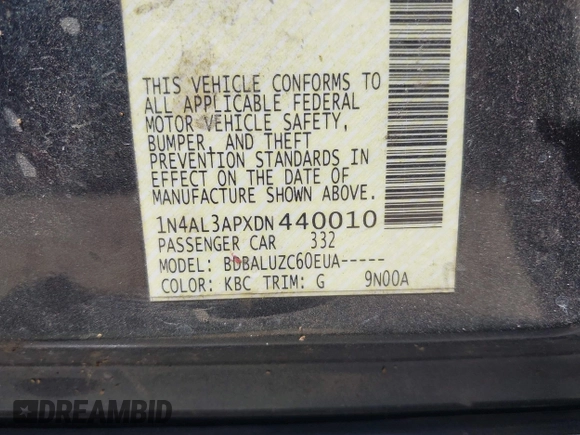 THIS VEHICLE CONFORMS TO
ALL APPLICABLE FEDERAL
MOTOR VEHICLE SAFETY,
BUMPER, AND THEFT
PREVENTION STANDARDS IN
EFFECT ON THE DATE OF
MANUFACTURE SHOWN ABOVE.
1N4AL3APXDN440010
PASSENGER CAR 332
MODEL: BDBALUZC60EUA-----
COLOR: KBC TRIM: G 9N00A
DREAMBID